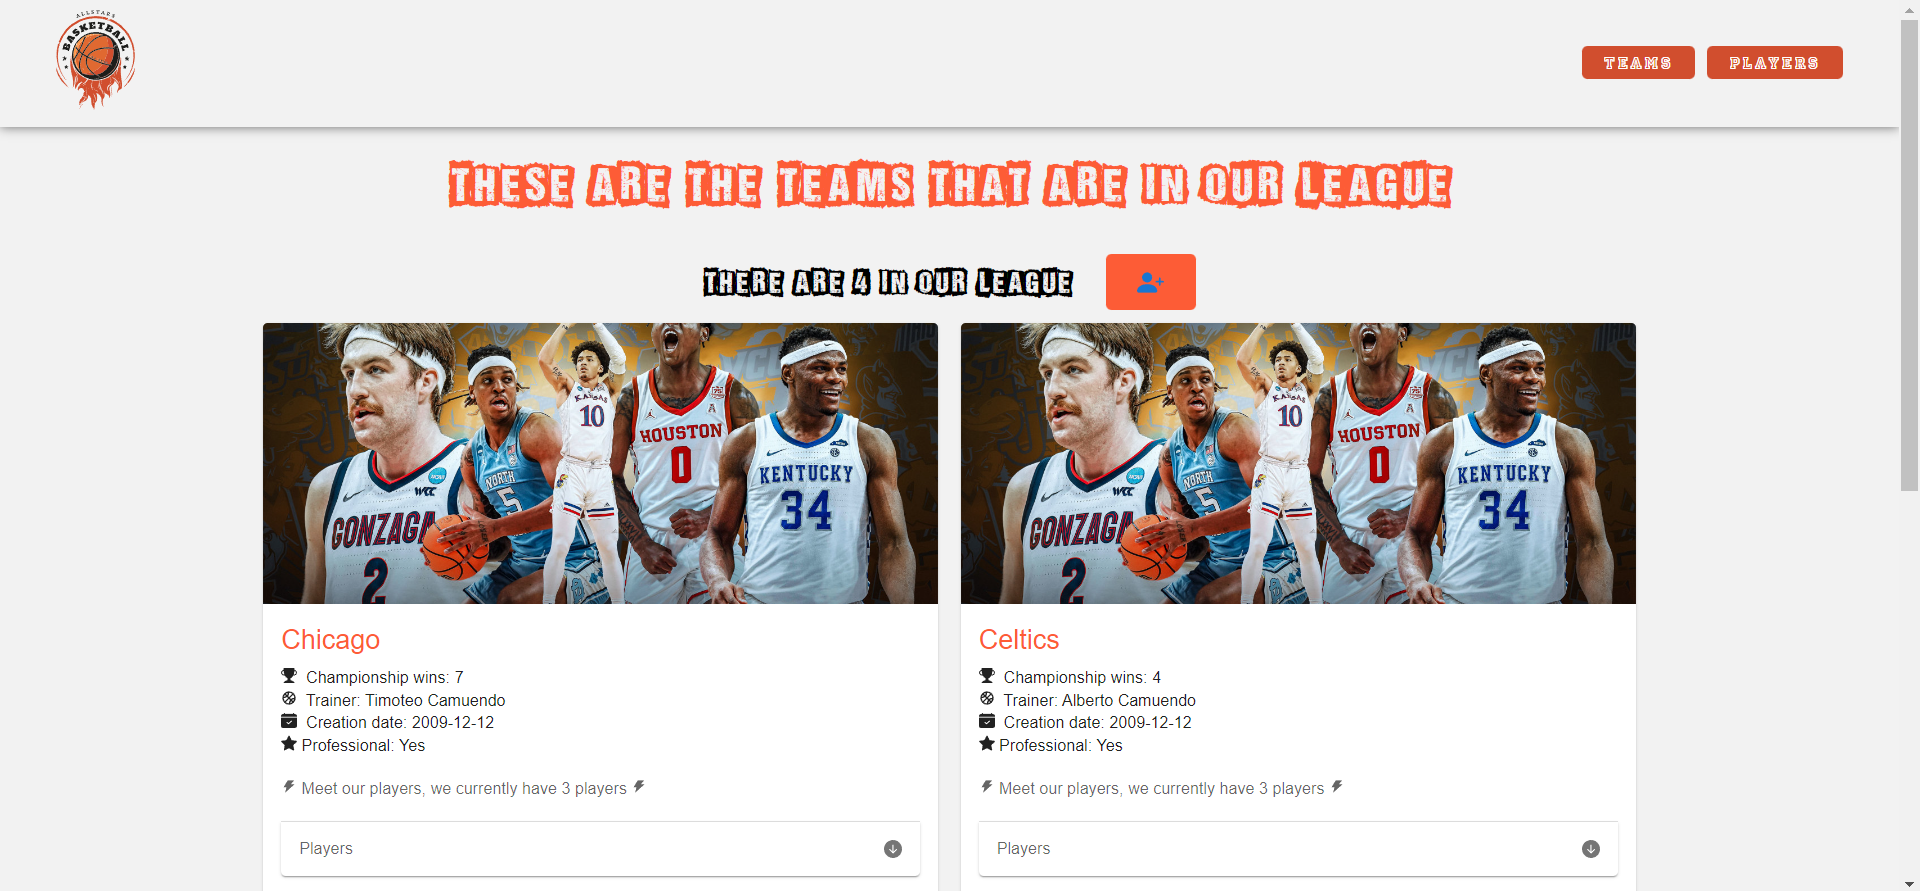 ALLSTARS
BASKETBALL
TEAMS
PLAYERS
THESE ARE THE TEAMS THAT ARE IN OUR LEAGUE
THERE ARE 4 IN OUR LEAGUE
GONZAGA
2
WCC
NORTH
5
KANSAS
10
HOUSTON
0
KENTUCKY
34
GONZAGA
2
WCC
NORTH
5
KANSAS
10
HOUSTON
0
KENTUCKY
34
Chicago
Championship wins: 7
Trainer: Timoteo Camuendo
Creation date: 2009-12-12
Professional: Yes
Meet our players, we currently have 3 players
Players
Celtics
Championship wins: 4
Trainer: Alberto Camuendo
Creation date: 2009-12-12
Professional: Yes
Meet our players, we currently have 3 players
Players